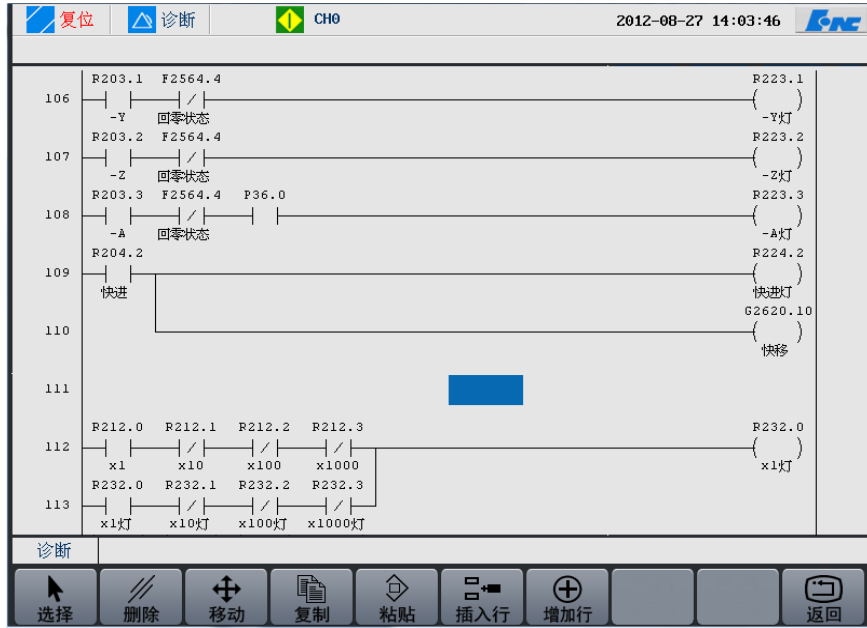 复位 诊断 CH0 2012-08-27 14:03:46 HNC
R203.1 F2564.4 R223.1
106
-Y 回零状态 -Y灯
R203.2 F2564.4 R223.2
107
-Z 回零状态 -Z灯
R203.3 F2564.4 P36.0 R223.3
108
-A 回零状态 -A灯
R204.2 R224.2
109
快进 快进灯
G2620.10
110
快移
111
R212.0 R212.1 R212.2 R212.3 R232.0
112
x1 x10 x100 x1000 x1灯
R232.0 R232.1 R232.2 R232.3
113
x1灯 x10灯 x100灯 x1000灯
诊断
选择 删除 移动 复制 粘贴 插入行 增加行 返回